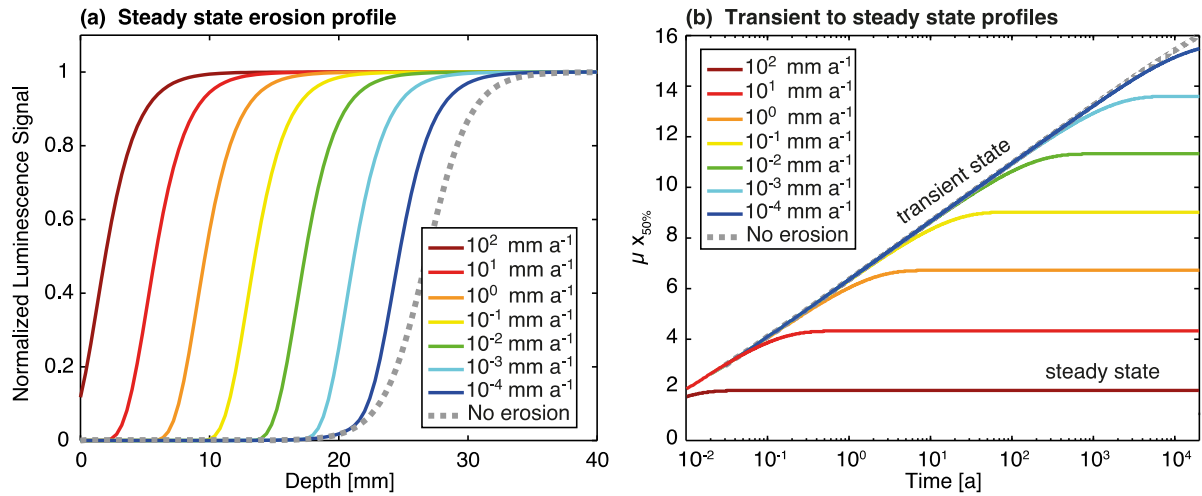 (a) Steady state erosion profile
Normalized Luminescence Signal
1
0.8
0.6
0.4
0.2
0
0
10
20
30
40
Depth [mm]
10² mm a⁻¹
10¹ mm a⁻¹
10⁰ mm a⁻¹
10⁻¹ mm a⁻¹
10⁻² mm a⁻¹
10⁻³ mm a⁻¹
10⁻⁴ mm a⁻¹
No erosion
(b) Transient to steady state profiles
μ x50%
16
14
12
10
8
6
4
2
0
10⁻²
10⁻¹
10⁰
10¹
10²
10³
10⁴
Time [a]
10² mm a⁻¹
10¹ mm a⁻¹
10⁰ mm a⁻¹
10⁻¹ mm a⁻¹
10⁻² mm a⁻¹
10⁻³ mm a⁻¹
10⁻⁴ mm a⁻¹
No erosion
transient state
steady state